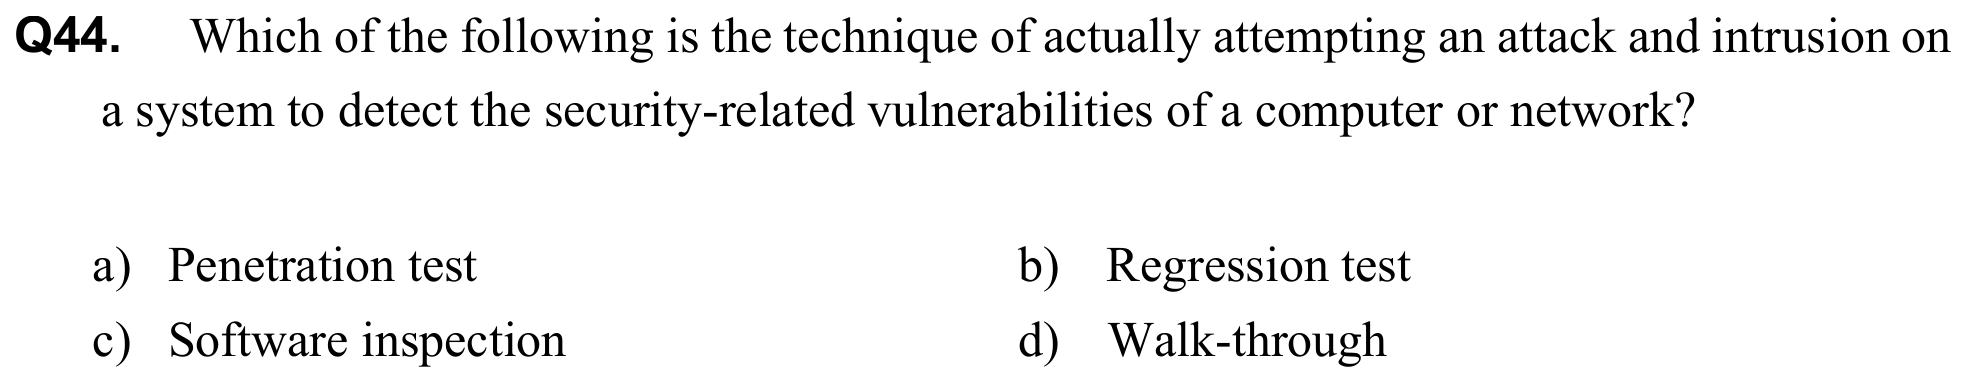 Q44. Which of the following is the technique of actually attempting an attack and intrusion on
a system to detect the security-related vulnerabilities of a computer or network?
a) Penetration test b) Regression test
c) Software inspection d) Walk-through